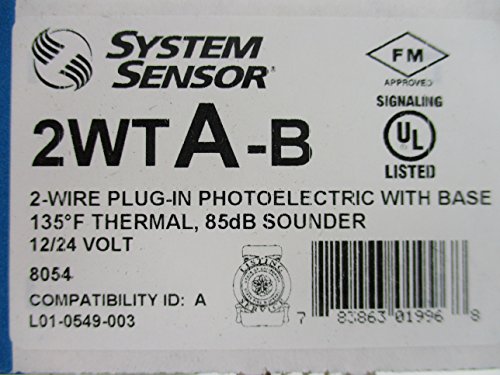 SYSTEM
SENSOR®
FM
APPROVED
SIGNALING
UL
LISTED
2WTA-B
2-WIRE PLUG-IN PHOTOELECTRIC WITH BASE
135°F THERMAL, 85dB SOUNDER
12/24 VOLT
8054
LISTING
COMPATIBILITY ID: A
L01-0549-003
7 83863 01996 8